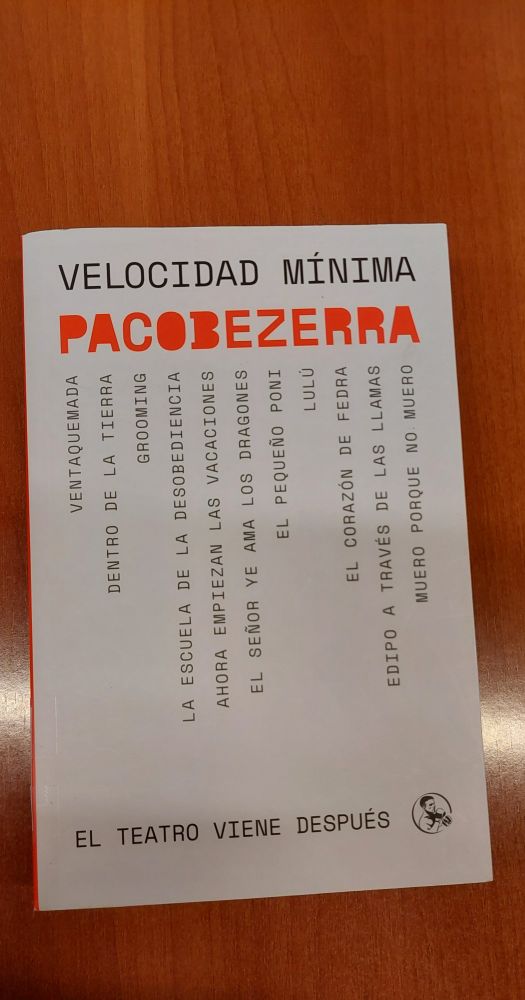 VELOCIDAD MÍNIMA
PACOBEZERRA
VENTAQUEMADA
DENTRO DE LA TIERRA
GROOMING
LA ESCUELA DE LA DESOBEDIENCIA
AHORA EMPIEZAN LAS VACACIONES
EL SEÑOR YE AMA LOS DRAGONES
EL PEQUEÑO PONI
LULÚ
EL CORAZÓN DE FEDRA
EDIPO A TRAVÉS DE LAS LLAMAS
MUERO PORQUE NO MUERO
EL TEATRO VIENE DESPUÉS